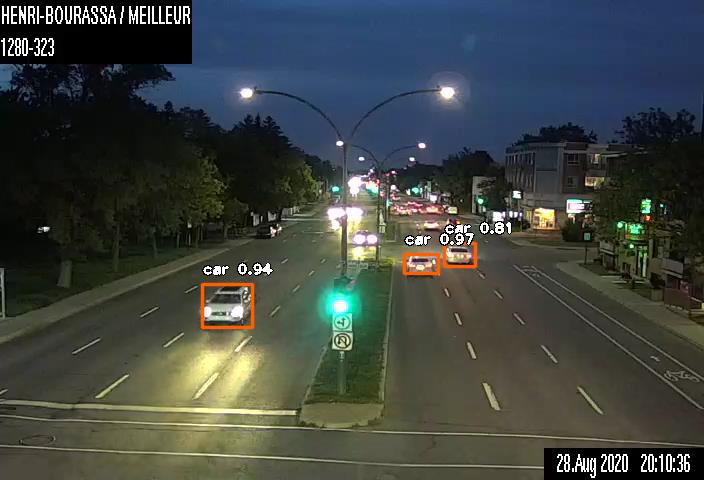 HENRI-BOURASSA / MEILLEUR
1280-323
car 0.81
car 0.97
car 0.94
28.Aug 2020 20:10:36